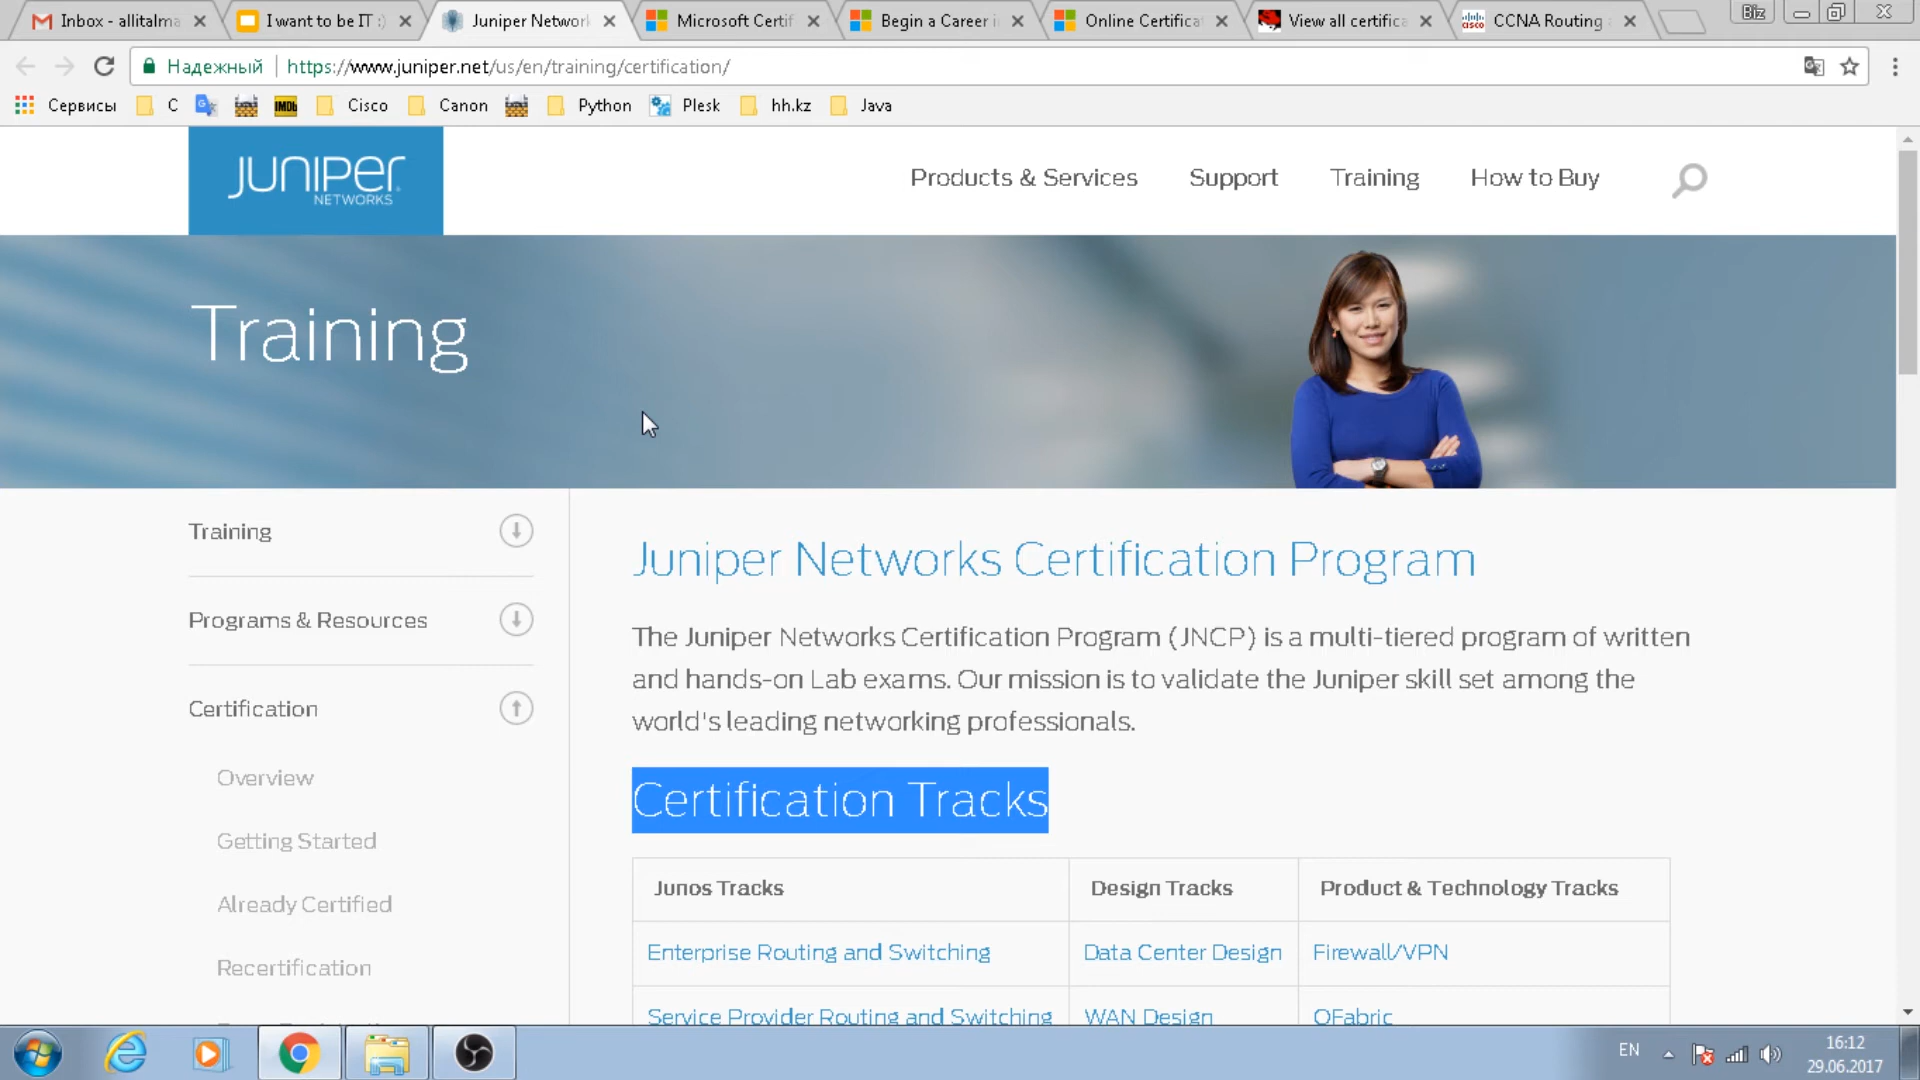 Inbox - allitalma
I want to be IT :)
Juniper Network
Microsoft Certif
Begin a Career i
Online Certifica
View all certifica
CCNA Routing
Biz
Надежный
https://www.juniper.net/us/en/training/certification/
Сервисы
C
IMDb
Cisco
Canon
Python
Plesk
hh.kz
Java
JUNIPER
NETWORKS
Products & Services
Support
Training
How to Buy
Training
Training
Programs & Resources
Certification
Overview
Getting Started
Already Certified
Recertification
Juniper Networks Certification Program
The Juniper Networks Certification Program (JNCP) is a multi-tiered program of written
and hands-on Lab exams. Our mission is to validate the Juniper skill set among the
world's leading networking professionals.
Certification Tracks
Junos Tracks
Design Tracks
Product & Technology Tracks
Enterprise Routing and Switching
Data Center Design
Firewall/VPN
Service Provider Routing and Switching
WAN Design
QFabric
EN
16:12
29.06.2017